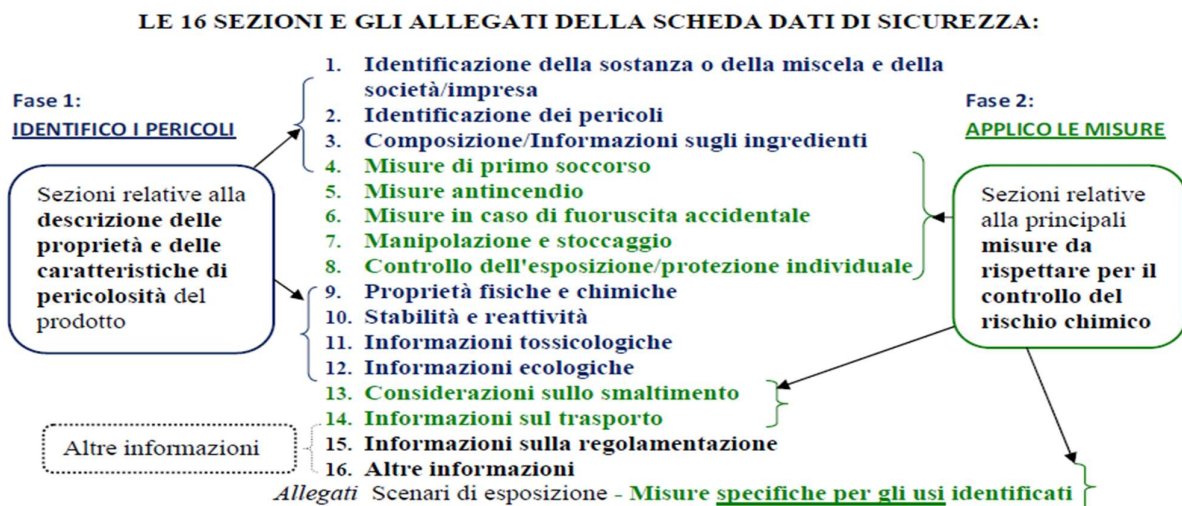 LE 16 SEZIONI E GLI ALLEGATI DELLA SCHEDA DATI DI SICUREZZA:
Fase 1:
IDENTIFICO I PERICOLI
Sezioni relative alla
descrizione delle
proprietà e delle
caratteristiche di
pericolosità del
prodotto
1. Identificazione della sostanza o della miscela e della
società/impresa
2. Identificazione dei pericoli
3. Composizione/Informazioni sugli ingredienti
4. Misure di primo soccorso
5. Misure antincendio
6. Misure in caso di fuoruscita accidentale
7. Manipolazione e stoccaggio
8. Controllo dell'esposizione/protezione individuale
9. Proprietà fisiche e chimiche
10. Stabilità e reattività
11. Informazioni tossicologiche
12. Informazioni ecologiche
13. Considerazioni sullo smaltimento
14. Informazioni sul trasporto
15. Informazioni sulla regolamentazione
16. Altre informazioni
Allegati Scenari di esposizione - Misure specifiche per gli usi identificati
Altre informazioni
Fase 2:
APPLICO LE MISURE
Sezioni relative
alla principali
misure da
rispettare per il
controllo del
rischio chimico